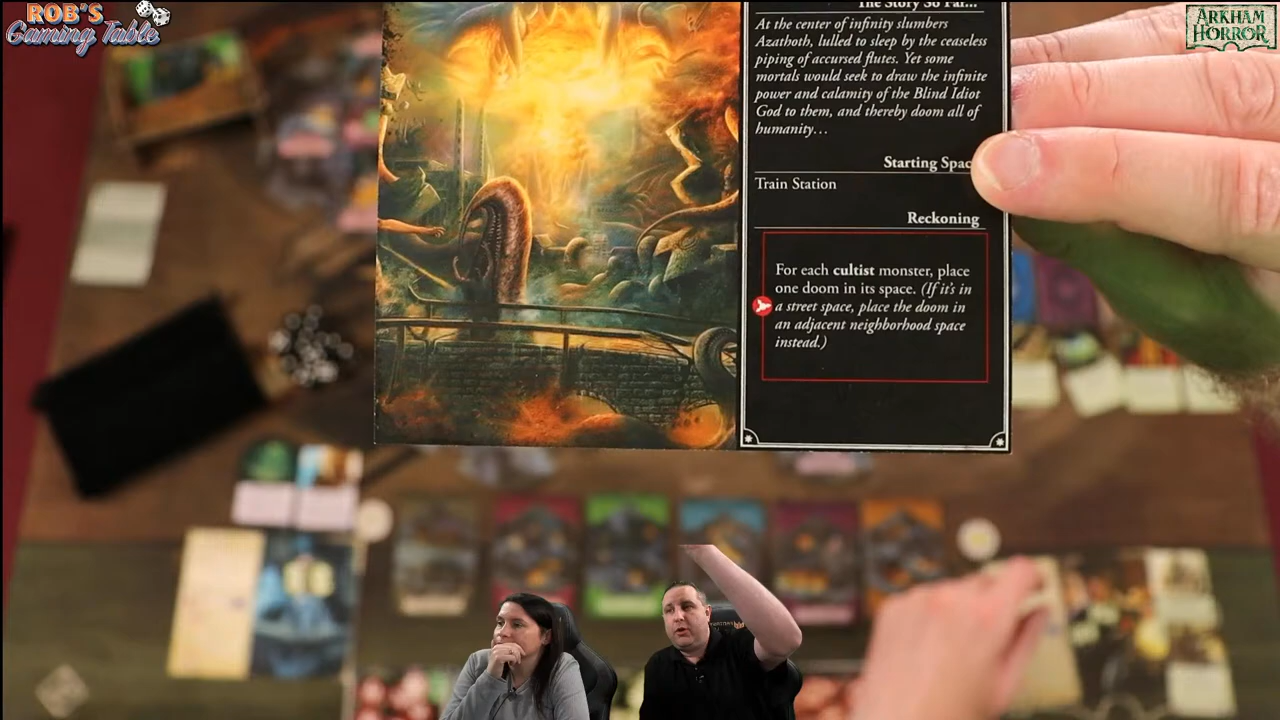 ROB'S
Gaming Table
ARKHAM
HORROR
The Story So Far...
At the center of infinity slumbers
Azathoth, lulled to sleep by the ceaseless
piping of accursed flutes. Yet some
mortals would seek to draw the infinite
power and calamity of the Blind Idiot
God to them, and thereby doom all of
humanity…
Starting Spac
Train Station
Reckoning
For each cultist monster, place
one doom in its space. (If it's in
a street space, place the doom in
an adjacent neighborhood space
instead.)